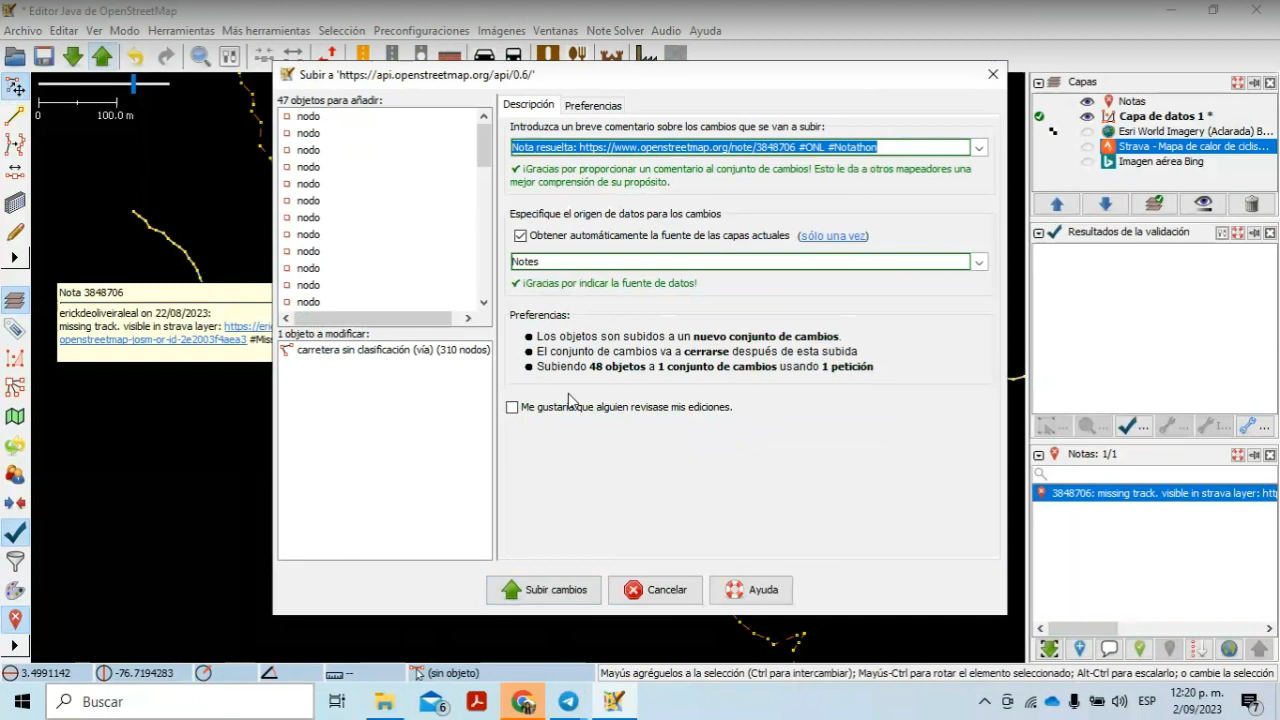 * Editor Java de OpenStreetMap
Archivo Editar Ver Modo Herramientas Más herramientas Selección Preconfiguraciones Imágenes Ventanas Note Solver Audio Ayuda
0 100.0 m
Nota 3848706
erickdeoliveiraleal on 22/08/2023:
missing track. visible in strava layer:
openstreetmap-josm-or-id-2e2003f4aea3
Subir a 'https://api.openstreetmap.org/api/0.6/'
47 objetos para añadir:
nodo
nodo
nodo
nodo
nodo
nodo
nodo
nodo
nodo
nodo
nodo
nodo
1 objeto a modificar:
carretera sin clasificación (vía) (310 nodos)
Descripción Preferencias
Introduzca un breve comentario sobre los cambios que se van a subir:
Nota resuelta: https://www.openstreetmap.org/note/3848706 #ONL #Notathon
¡Gracias por proporcionar un comentario al conjunto de cambios! Esto le da a otros mapeadores una
mejor comprensión de su propósito.
Especifique el origen de datos para los cambios
Obtener automáticamente la fuente de las capas actuales (sólo una vez)
Notes
¡Gracias por indicar la fuente de datos!
Preferencias:
Los objetos son subidos a un nuevo conjunto de cambios.
El conjunto de cambios va a cerrarse después de esta subida
Subiendo 48 objetos a 1 conjunto de cambios usando 1 petición
Me gustaría que alguien revisase mis ediciones.
Subir cambios Cancelar Ayuda
Capas
Notas
Capa de datos 1 *
Esri World Imagery (Aclarada) B...
Strava - Mapa de calor de ciclis...
Imagen aérea Bing
Resultados de la validación
Notas: 1/1
3848706: missing track. visible in strava layer: htt
3.4991142 -76.7194283 -- (sin objeto) Mayús agréguelos a la selección (Ctrl para intercambiar); Mayús-Ctrl para rotar el elemento seleccionado; Alt-Ctrl para escalarlo; o cambie la selección
Buscar
6
ESP
12:20 p. m.
2/09/2023
7